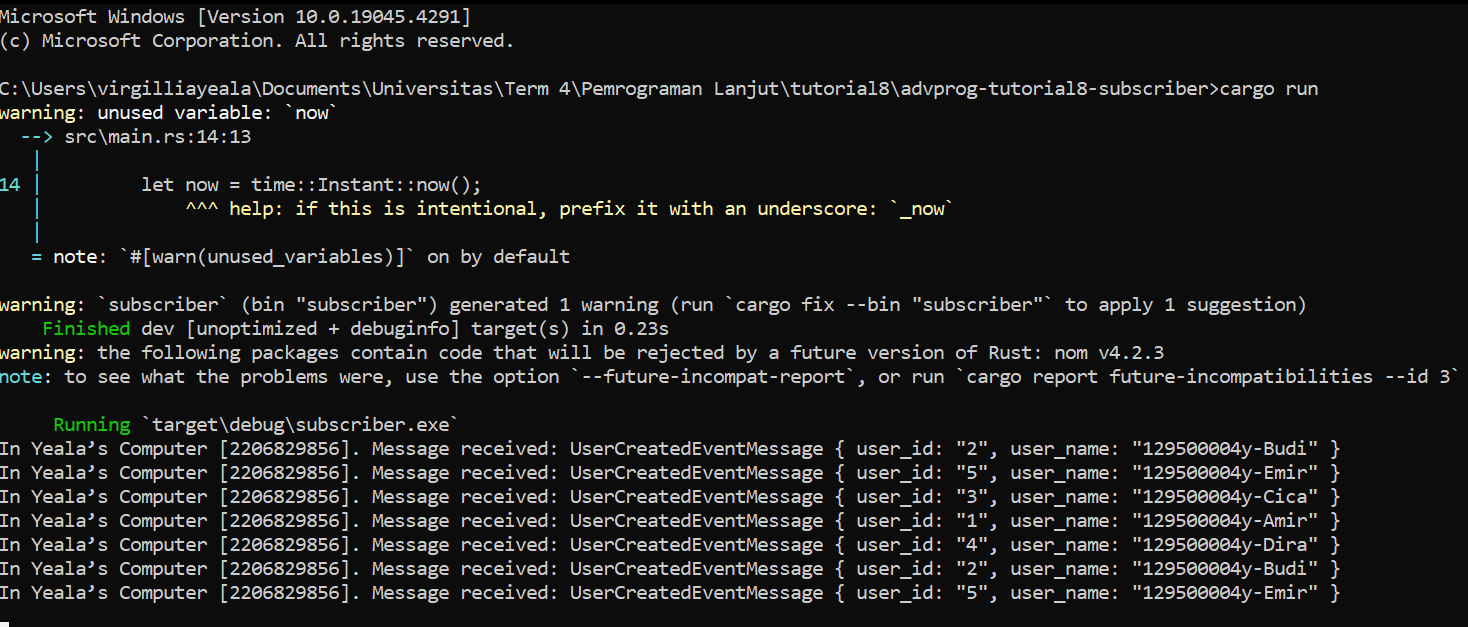 Microsoft Windows [Version 10.0.19045.4291]
(c) Microsoft Corporation. All rights reserved.
C:\Users\virgilliayeala\Documents\Universitas\Term 4\Pemrograman Lanjut\tutorial8\advprog-tutorial8-subscriber>cargo run
warning: unused variable: `now`
--> src\main.rs:14:13
|
14 | let now = time::Instant::now();
| ^^^ help: if this is intentional, prefix it with an underscore: `_now`
|
= note: `#[warn(unused_variables)]` on by default
warning: `subscriber` (bin "subscriber") generated 1 warning (run `cargo fix --bin "subscriber"` to apply 1 suggestion)
Finished dev [unoptimized + debuginfo] target(s) in 0.23s
warning: the following packages contain code that will be rejected by a future version of Rust: nom v4.2.3
note: to see what the problems were, use the option `--future-incompat-report`, or run `cargo report future-incompatibilities --id 3`
Running `target\debug\subscriber.exe`
In Yeala’s Computer [2206829856]. Message received: UserCreatedEventMessage { user_id: "2", user_name: "129500004y-Budi" }
In Yeala’s Computer [2206829856]. Message received: UserCreatedEventMessage { user_id: "5", user_name: "129500004y-Emir" }
In Yeala’s Computer [2206829856]. Message received: UserCreatedEventMessage { user_id: "3", user_name: "129500004y-Cica" }
In Yeala’s Computer [2206829856]. Message received: UserCreatedEventMessage { user_id: "1", user_name: "129500004y-Amir" }
In Yeala’s Computer [2206829856]. Message received: UserCreatedEventMessage { user_id: "4", user_name: "129500004y-Dira" }
In Yeala’s Computer [2206829856]. Message received: UserCreatedEventMessage { user_id: "2", user_name: "129500004y-Budi" }
In Yeala’s Computer [2206829856]. Message received: UserCreatedEventMessage { user_id: "5", user_name: "129500004y-Emir" }